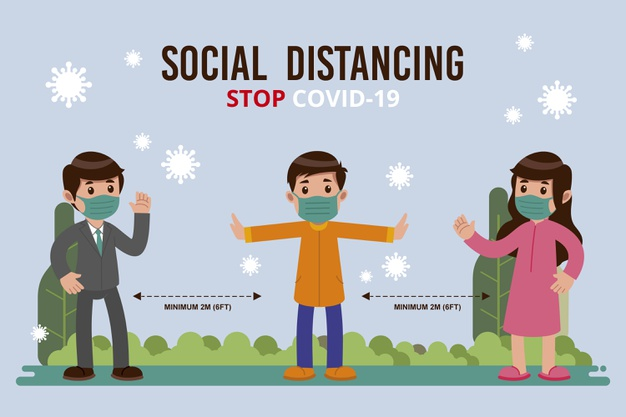 SOCIAL DISTANCING
STOP COVID-19
MINIMUM 2M (6FT)
MINIMUM 2M (6FT)